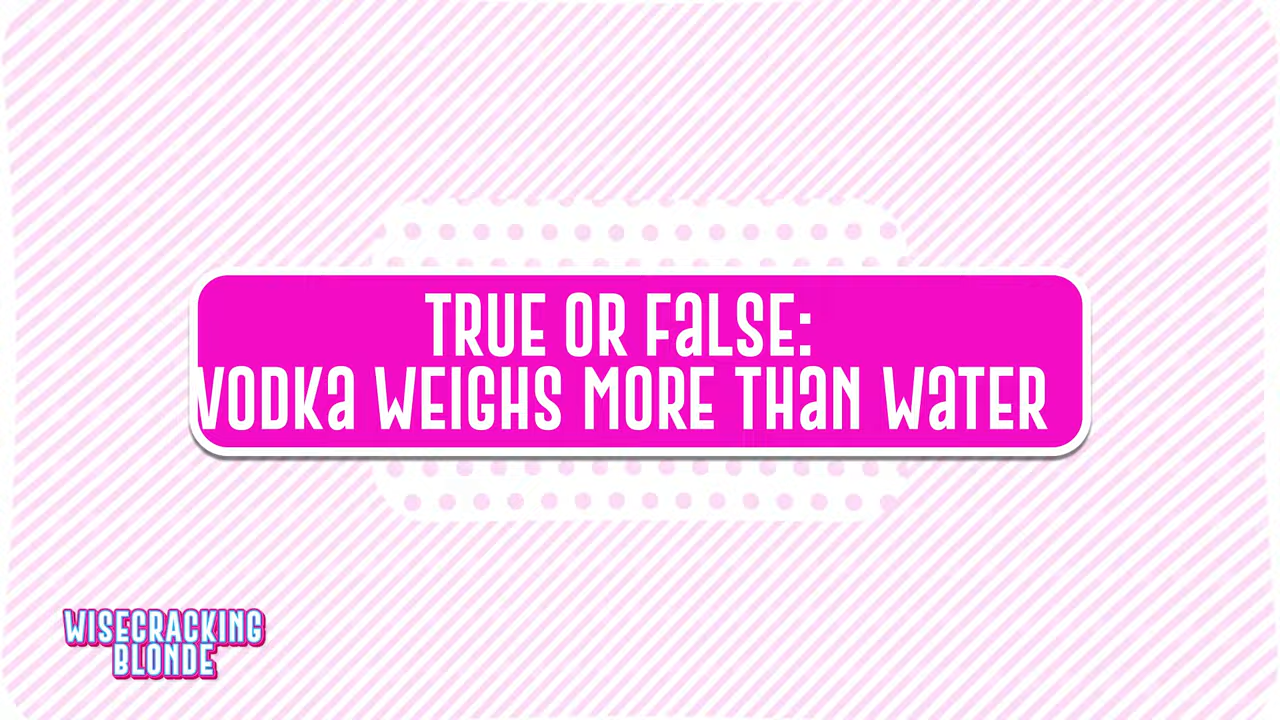 TRUE OR FALSE:
VODKA WEIGHS MORE THAN WATER
WISECRACKING
BLONDE